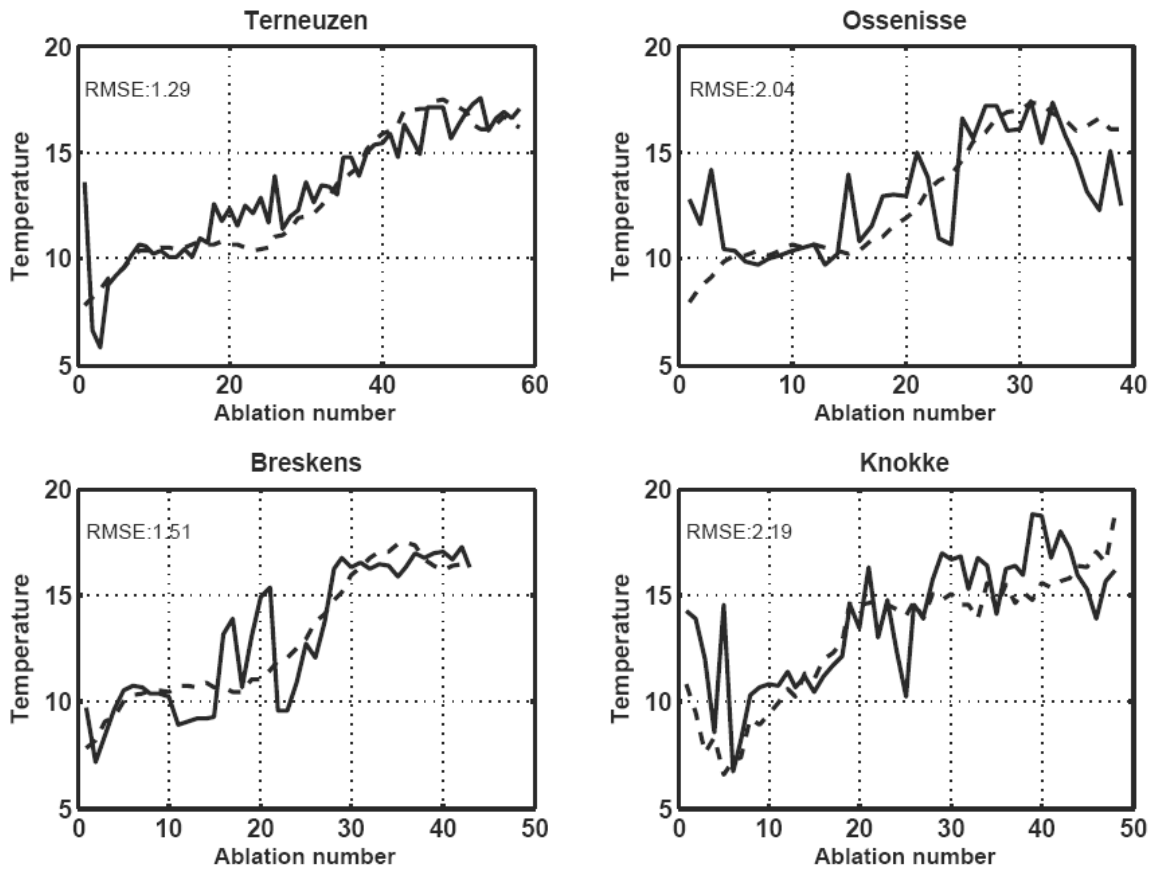 Terneuzen
20
RMSE:1.29
15
Temperature
10
5
0 20 40 60
Ablation number
Ossenisse
20
RMSE:2.04
15
Temperature
10
5
0 10 20 30 40
Ablation number
Breskens
20
RMSE:1.51
15
Temperature
10
5
0 10 20 30 40 50
Ablation number
Knokke
20
RMSE:2.19
15
Temperature
10
5
0 10 20 30 40 50
Ablation number